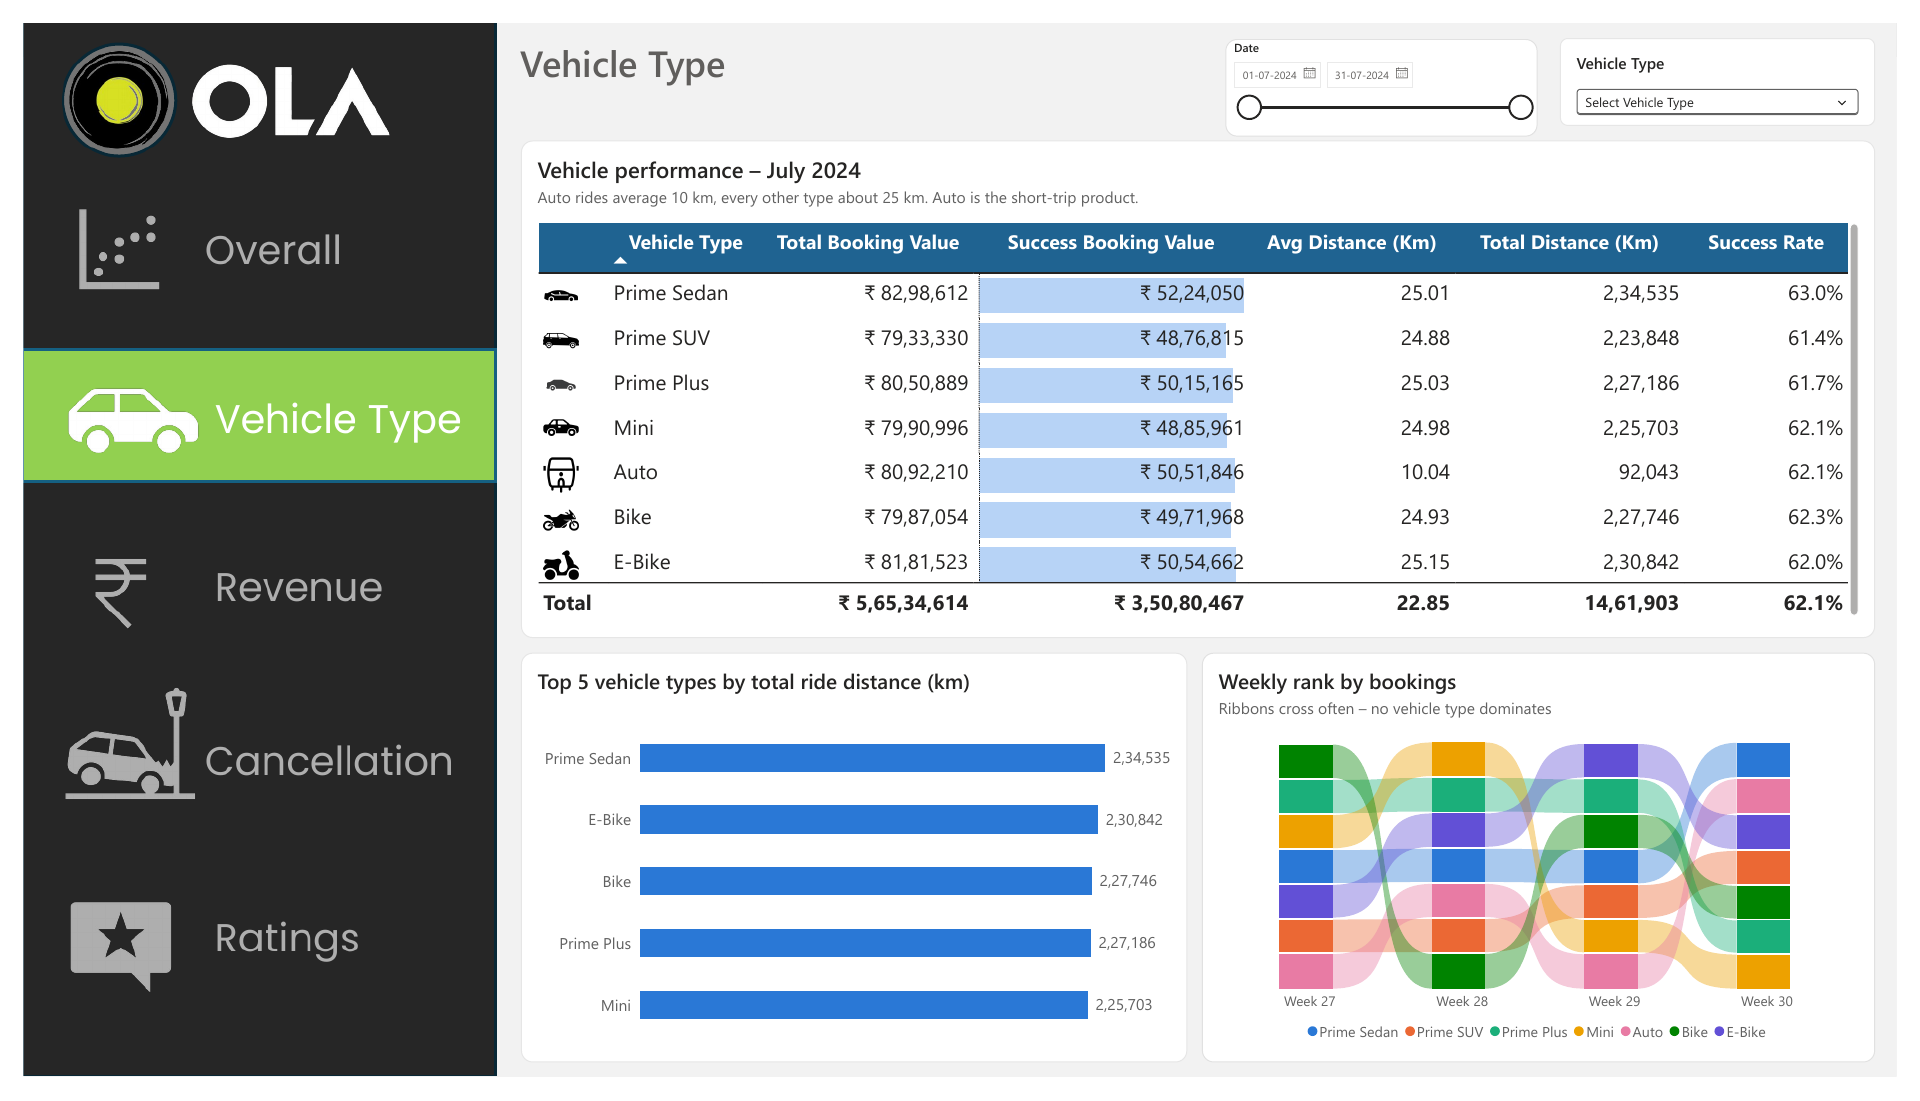 OLA
Overall
Vehicle Type
Revenue
Cancellation
Ratings
Vehicle Type
Date
01-07-2024 31-07-2024
Vehicle Type
Select Vehicle Type
Vehicle performance – July 2024
Auto rides average 10 km, every other type about 25 km. Auto is the short-trip product.
Vehicle Type Total Booking Value Success Booking Value Avg Distance (Km) Total Distance (Km) Success Rate
Prime Sedan ₹ 82,98,612 ₹ 52,24,050 25.01 2,34,535 63.0%
Prime SUV ₹ 79,33,330 ₹ 48,76,815 24.88 2,23,848 61.4%
Prime Plus ₹ 80,50,889 ₹ 50,15,165 25.03 2,27,186 61.7%
Mini ₹ 79,90,996 ₹ 48,85,961 24.98 2,25,703 62.1%
Auto ₹ 80,92,210 ₹ 50,51,846 10.04 92,043 62.1%
Bike ₹ 79,87,054 ₹ 49,71,968 24.93 2,27,746 62.3%
E-Bike ₹ 81,81,523 ₹ 50,54,662 25.15 2,30,842 62.0%
Total ₹ 5,65,34,614 ₹ 3,50,80,467 22.85 14,61,903 62.1%
Top 5 vehicle types by total ride distance (km)
Prime Sedan 2,34,535
E-Bike 2,30,842
Bike 2,27,746
Prime Plus 2,27,186
Mini 2,25,703
Weekly rank by bookings
Ribbons cross often – no vehicle type dominates
Week 27 Week 28 Week 29 Week 30
Prime Sedan Prime SUV Prime Plus Mini Auto Bike E-Bike